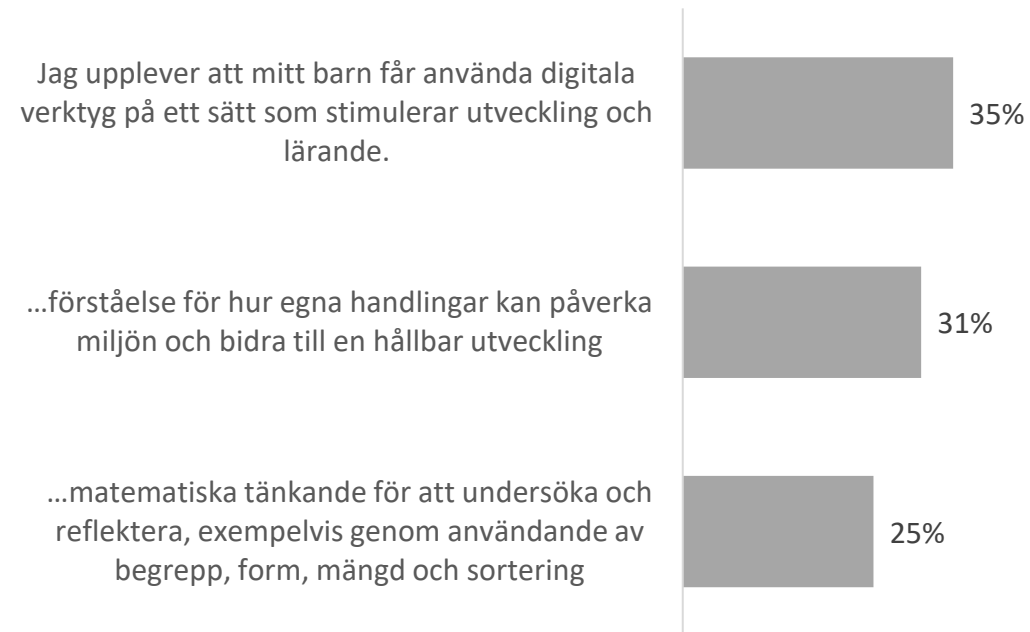 Jag upplever att mitt barn får använda digitala
verktyg på ett sätt som stimulerar utveckling och
lärande.
35%
…förståelse för hur egna handlingar kan påverka
miljön och bidra till en hållbar utveckling
31%
…matematiska tänkande för att undersöka och
reflektera, exempelvis genom användande av
begrepp, form, mängd och sortering
25%